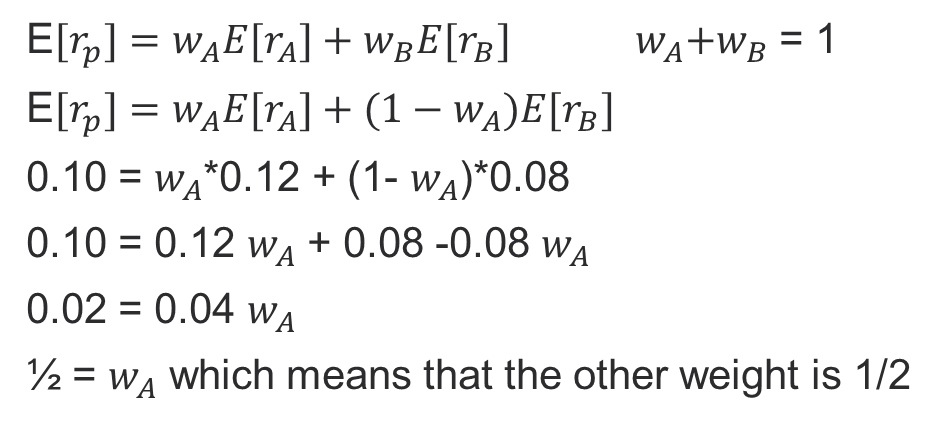 E[r_p] = w_A E[r_A] + w_B E[r_B] w_A+w_B = 1
E[r_p] = w_A E[r_A] + (1 − w_A)E[r_B]
0.10 = w_A*0.12 + (1- w_A)*0.08
0.10 = 0.12 w_A + 0.08 -0.08 w_A
0.02 = 0.04 w_A
½ = w_A which means that the other weight is 1/2